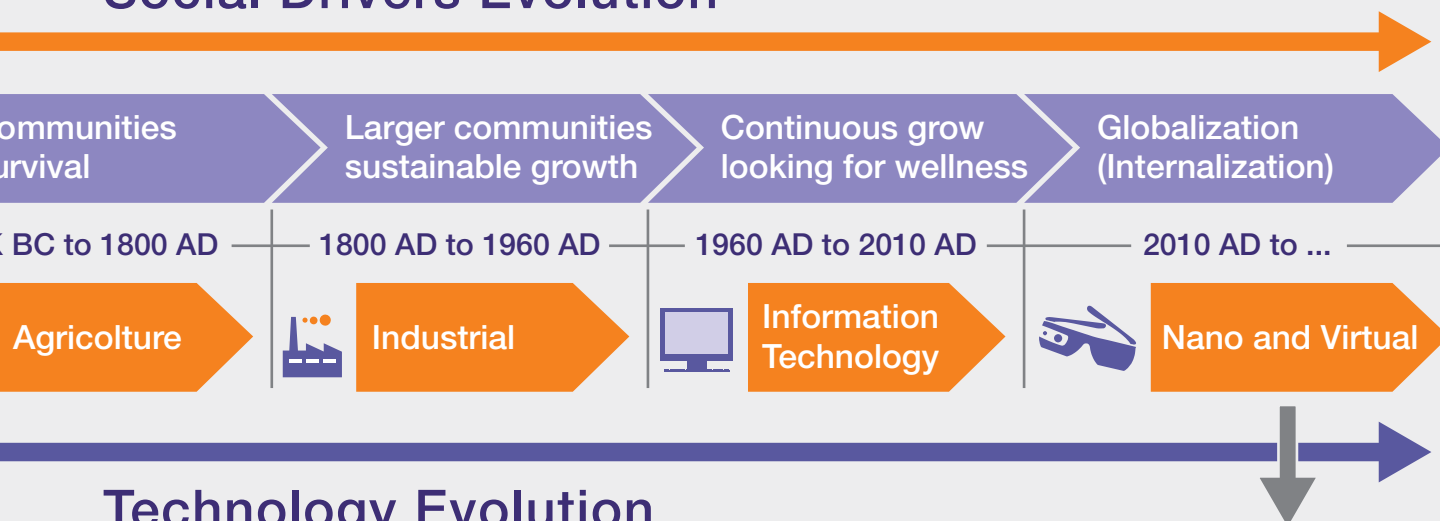 Social Drivers Evolution
ommunities
urvival
Larger communities
sustainable growth
Continuous grow
looking for wellness
Globalization
(Internalization)
K BC to 1800 AD
1800 AD to 1960 AD
1960 AD to 2010 AD
2010 AD to ...
Agricolture
Industrial
Information
Technology
Nano and Virtual
Technology Evolution